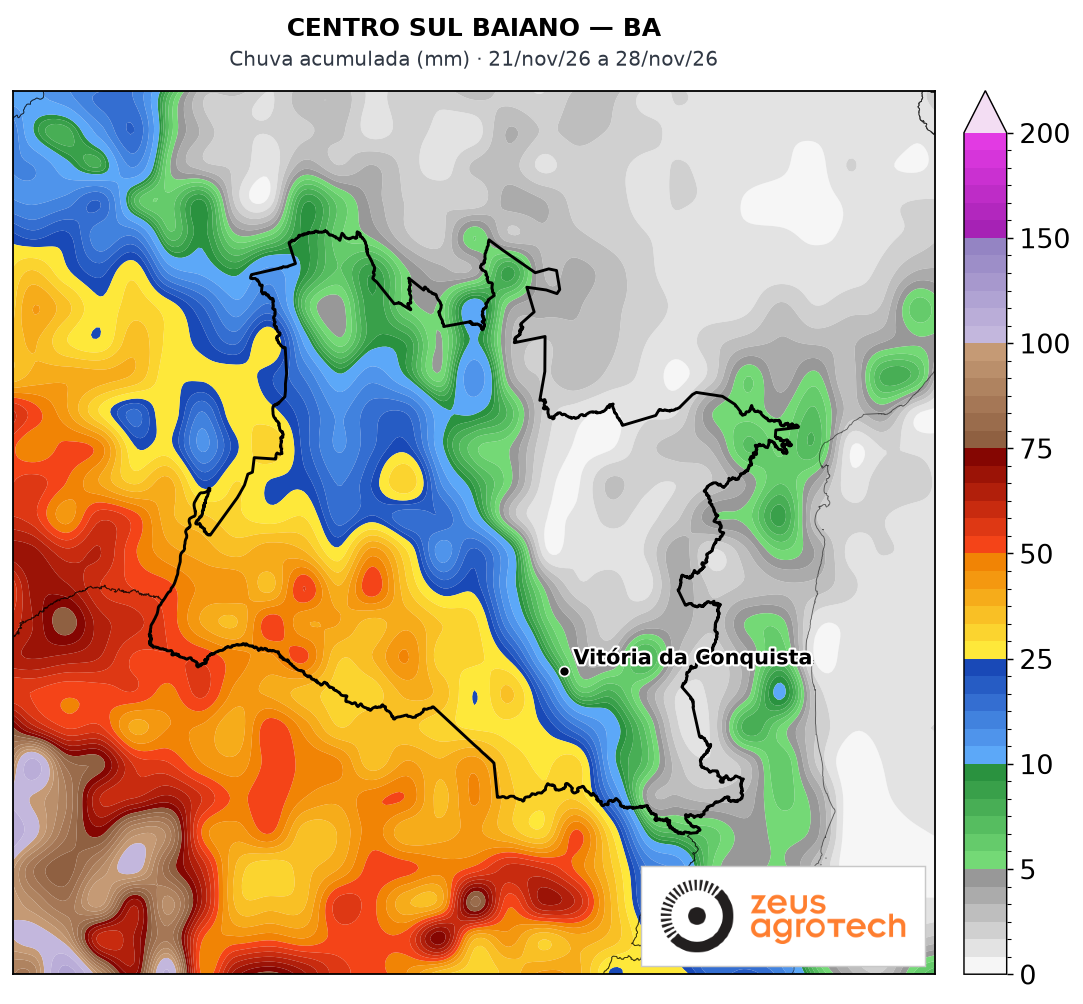 CENTRO SUL BAIANO — BA
Chuva acumulada (mm) · 21/nov/26 a 28/nov/26
200
150
100
75
50
25
10
5
0
Vitória da Conquista
zeus
agroTech